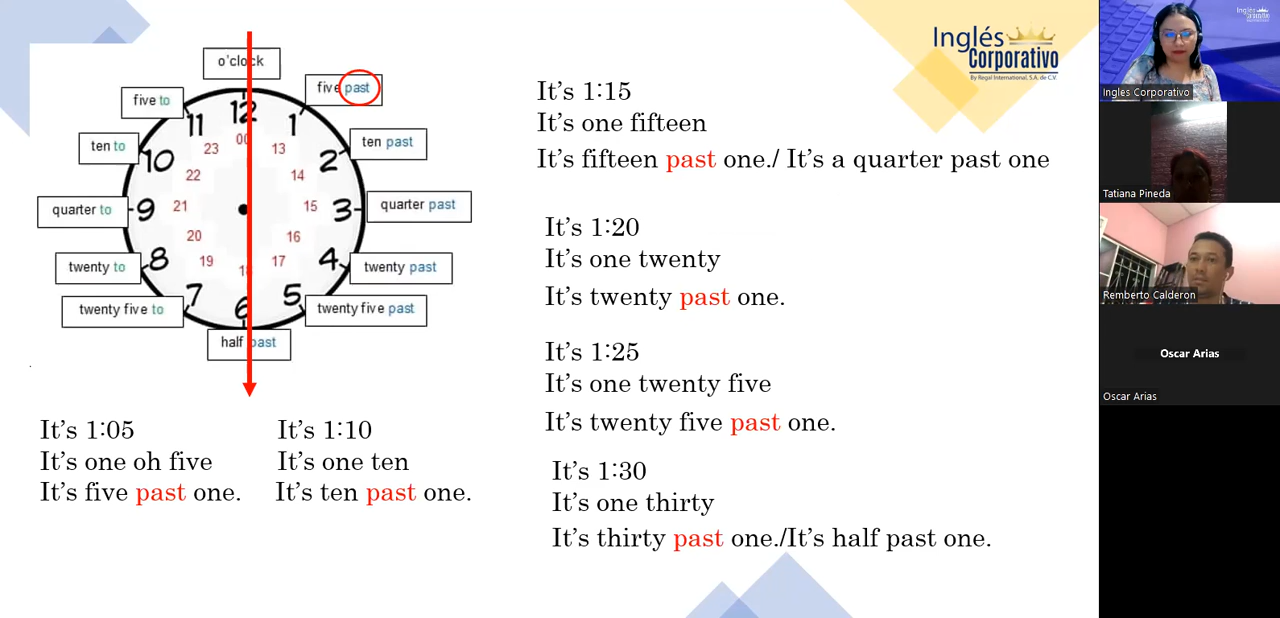 o'clock
five past
ten past
quarter past
twenty past
twenty five past
half past
twenty five to
twenty to
quarter to
ten to
five to
12
1
2
3
4
5
6
7
8
9
10
11
00
13
14
15
16
17
19
20
21
22
23
It's 1:05
It's one oh five
It's five past one.
It's 1:10
It's one ten
It's ten past one.
Inglés
Corporativo
By Regal International, S.A. de C.V.
It's 1:15
It's one fifteen
It's fifteen past one./ It's a quarter past one
It's 1:20
It's one twenty
It's twenty past one.
It's 1:25
It's one twenty five
It's twenty five past one.
It's 1:30
It's one thirty
It's thirty past one./It's half past one.
Ingles Corporativo
Tatiana Pineda
Remberto Calderon
Oscar Arias
Oscar Arias